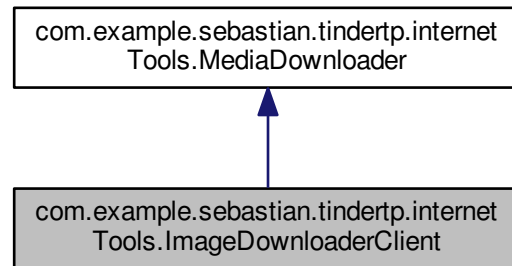 com.example.sebastian.tindertp.internet
Tools.MediaDownloader
com.example.sebastian.tindertp.internet
Tools.ImageDownloaderClient